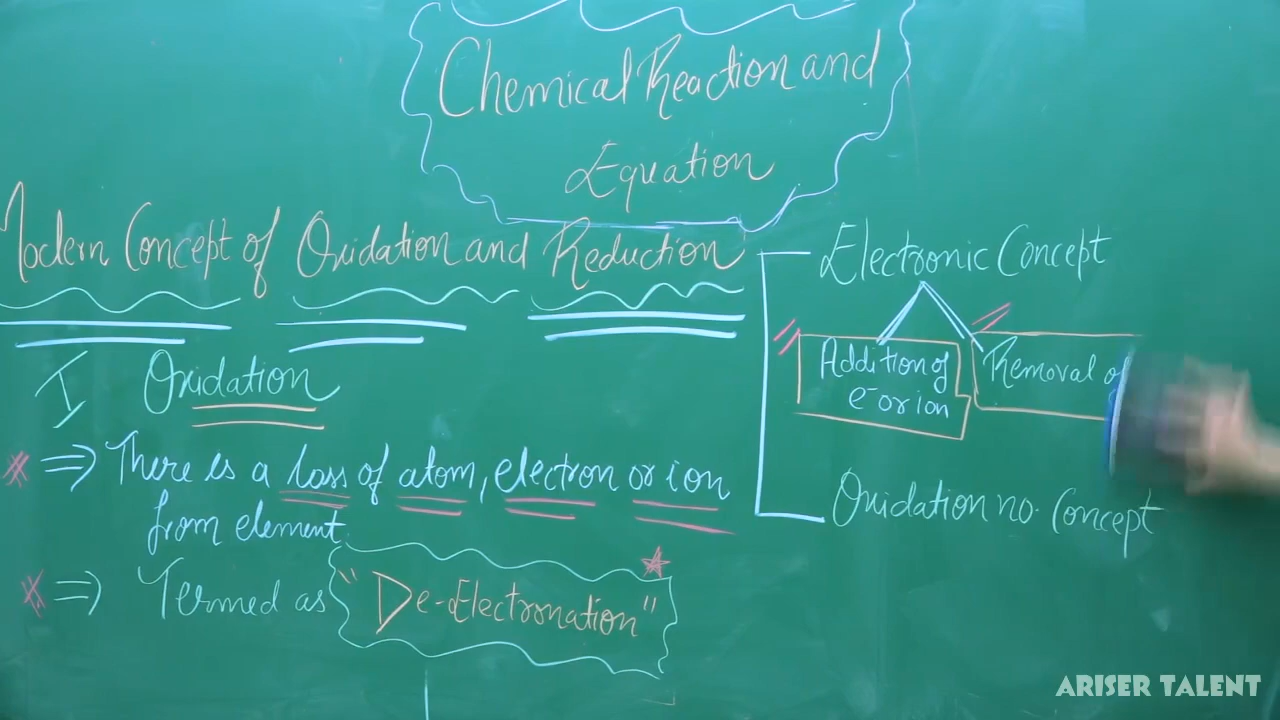 Chemical Reaction and
Equation
Modern Concept of Oxidation and Reduction
I Oxidation
⇒ There is a loss of atom, electron or ion
from element.
⇒ Termed as "De-Electronation"
Electronic Concept
Addition of
e- or ion
Removal of
Oxidation no. Concept
ARISER TALENT